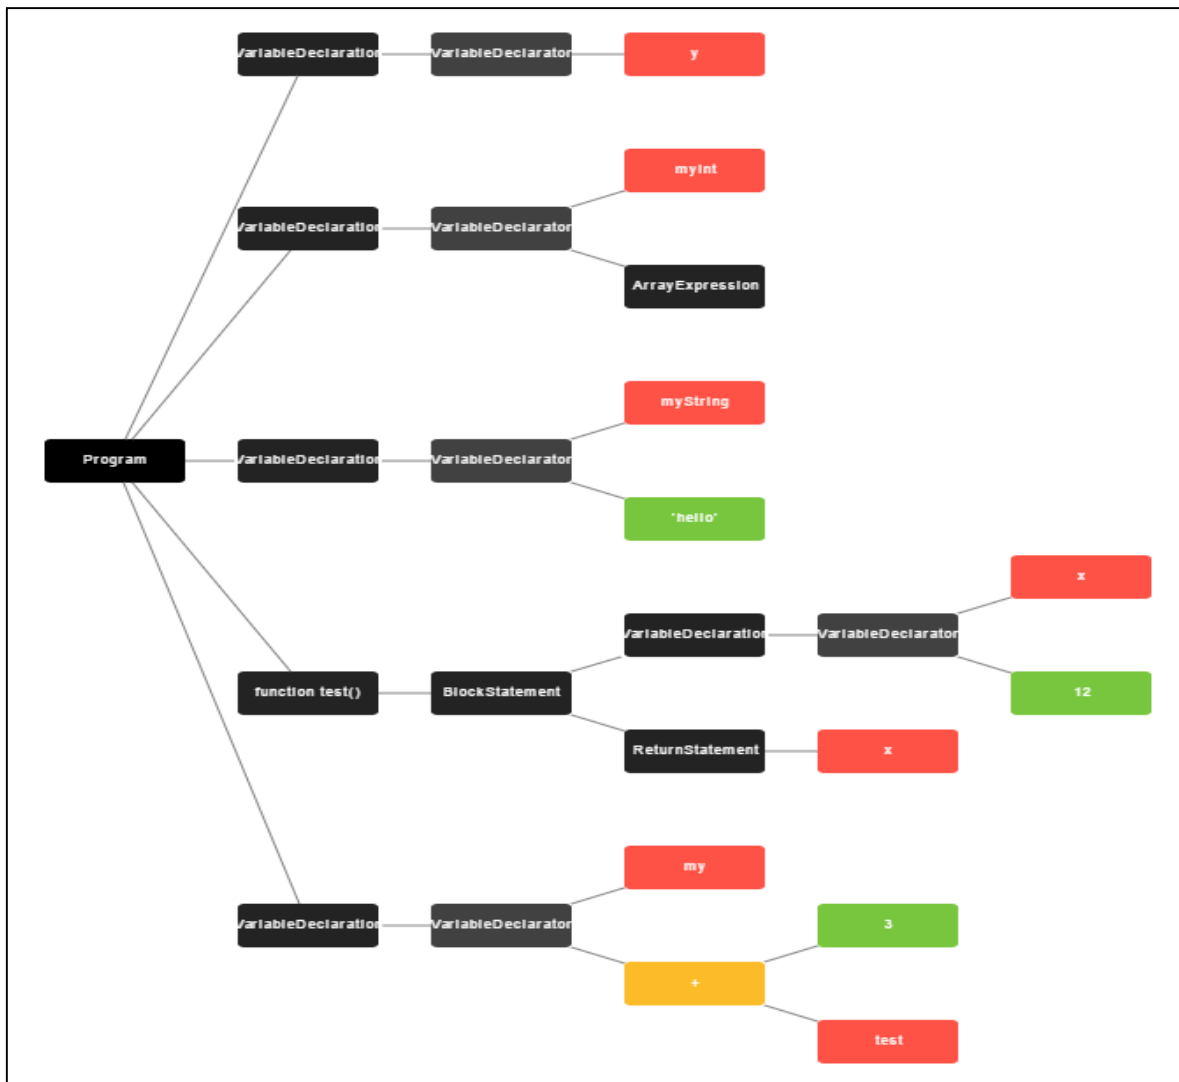 VariableDeclaration
VariableDeclarator
y
myInt
VariableDeclaration
VariableDeclarator
ArrayExpression
myString
Program
VariableDeclaration
VariableDeclarator
"hello"
x
VariableDeclaration
VariableDeclarator
function test()
BlockStatement
12
ReturnStatement
x
my
VariableDeclaration
VariableDeclarator
3
+
test